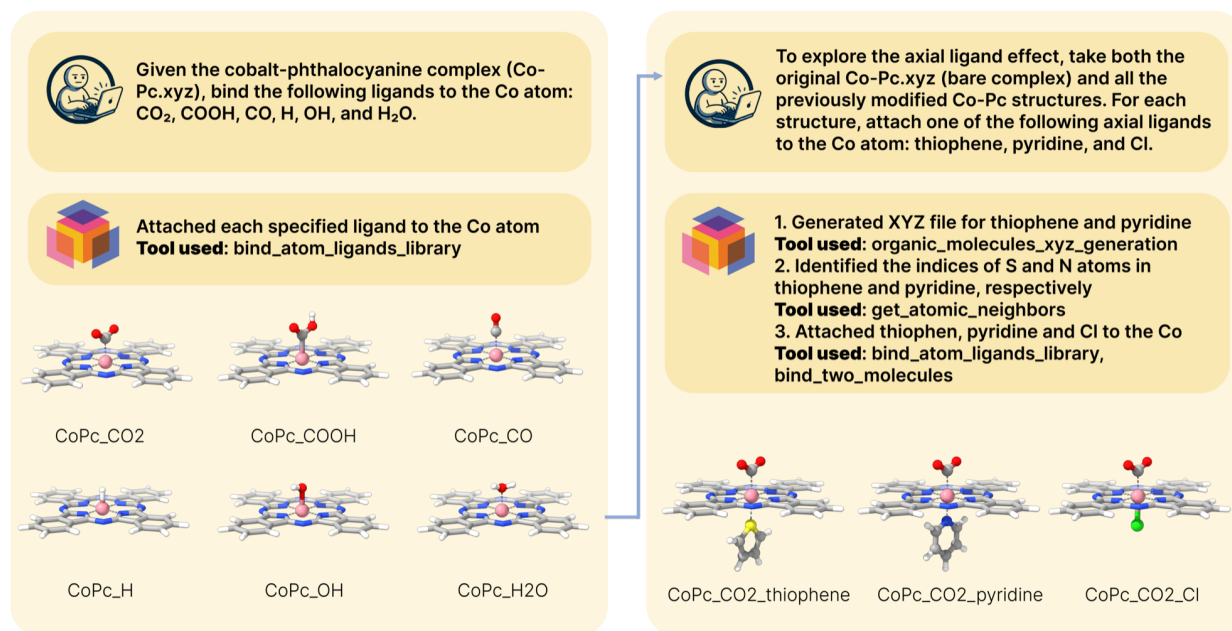 Given the cobalt-phthalocyanine complex (Co-
Pc.xyz), bind the following ligands to the Co atom:
CO₂, COOH, CO, H, OH, and H₂O.
Attached each specified ligand to the Co atom
Tool used: bind_atom_ligands_library
CoPc_CO2
CoPc_COOH
CoPc_CO
CoPc_H
CoPc_OH
CoPc_H2O
To explore the axial ligand effect, take both the
original Co-Pc.xyz (bare complex) and all the
previously modified Co-Pc structures. For each
structure, attach one of the following axial ligands
to the Co atom: thiophene, pyridine, and Cl.
1. Generated XYZ file for thiophene and pyridine
Tool used: organic_molecules_xyz_generation
2. Identified the indices of S and N atoms in
thiophene and pyridine, respectively
Tool used: get_atomic_neighbors
3. Attached thiophen, pyridine and Cl to the Co
Tool used: bind_atom_ligands_library,
bind_two_molecules
CoPc_CO2_thiophene
CoPc_CO2_pyridine
CoPc_CO2_Cl